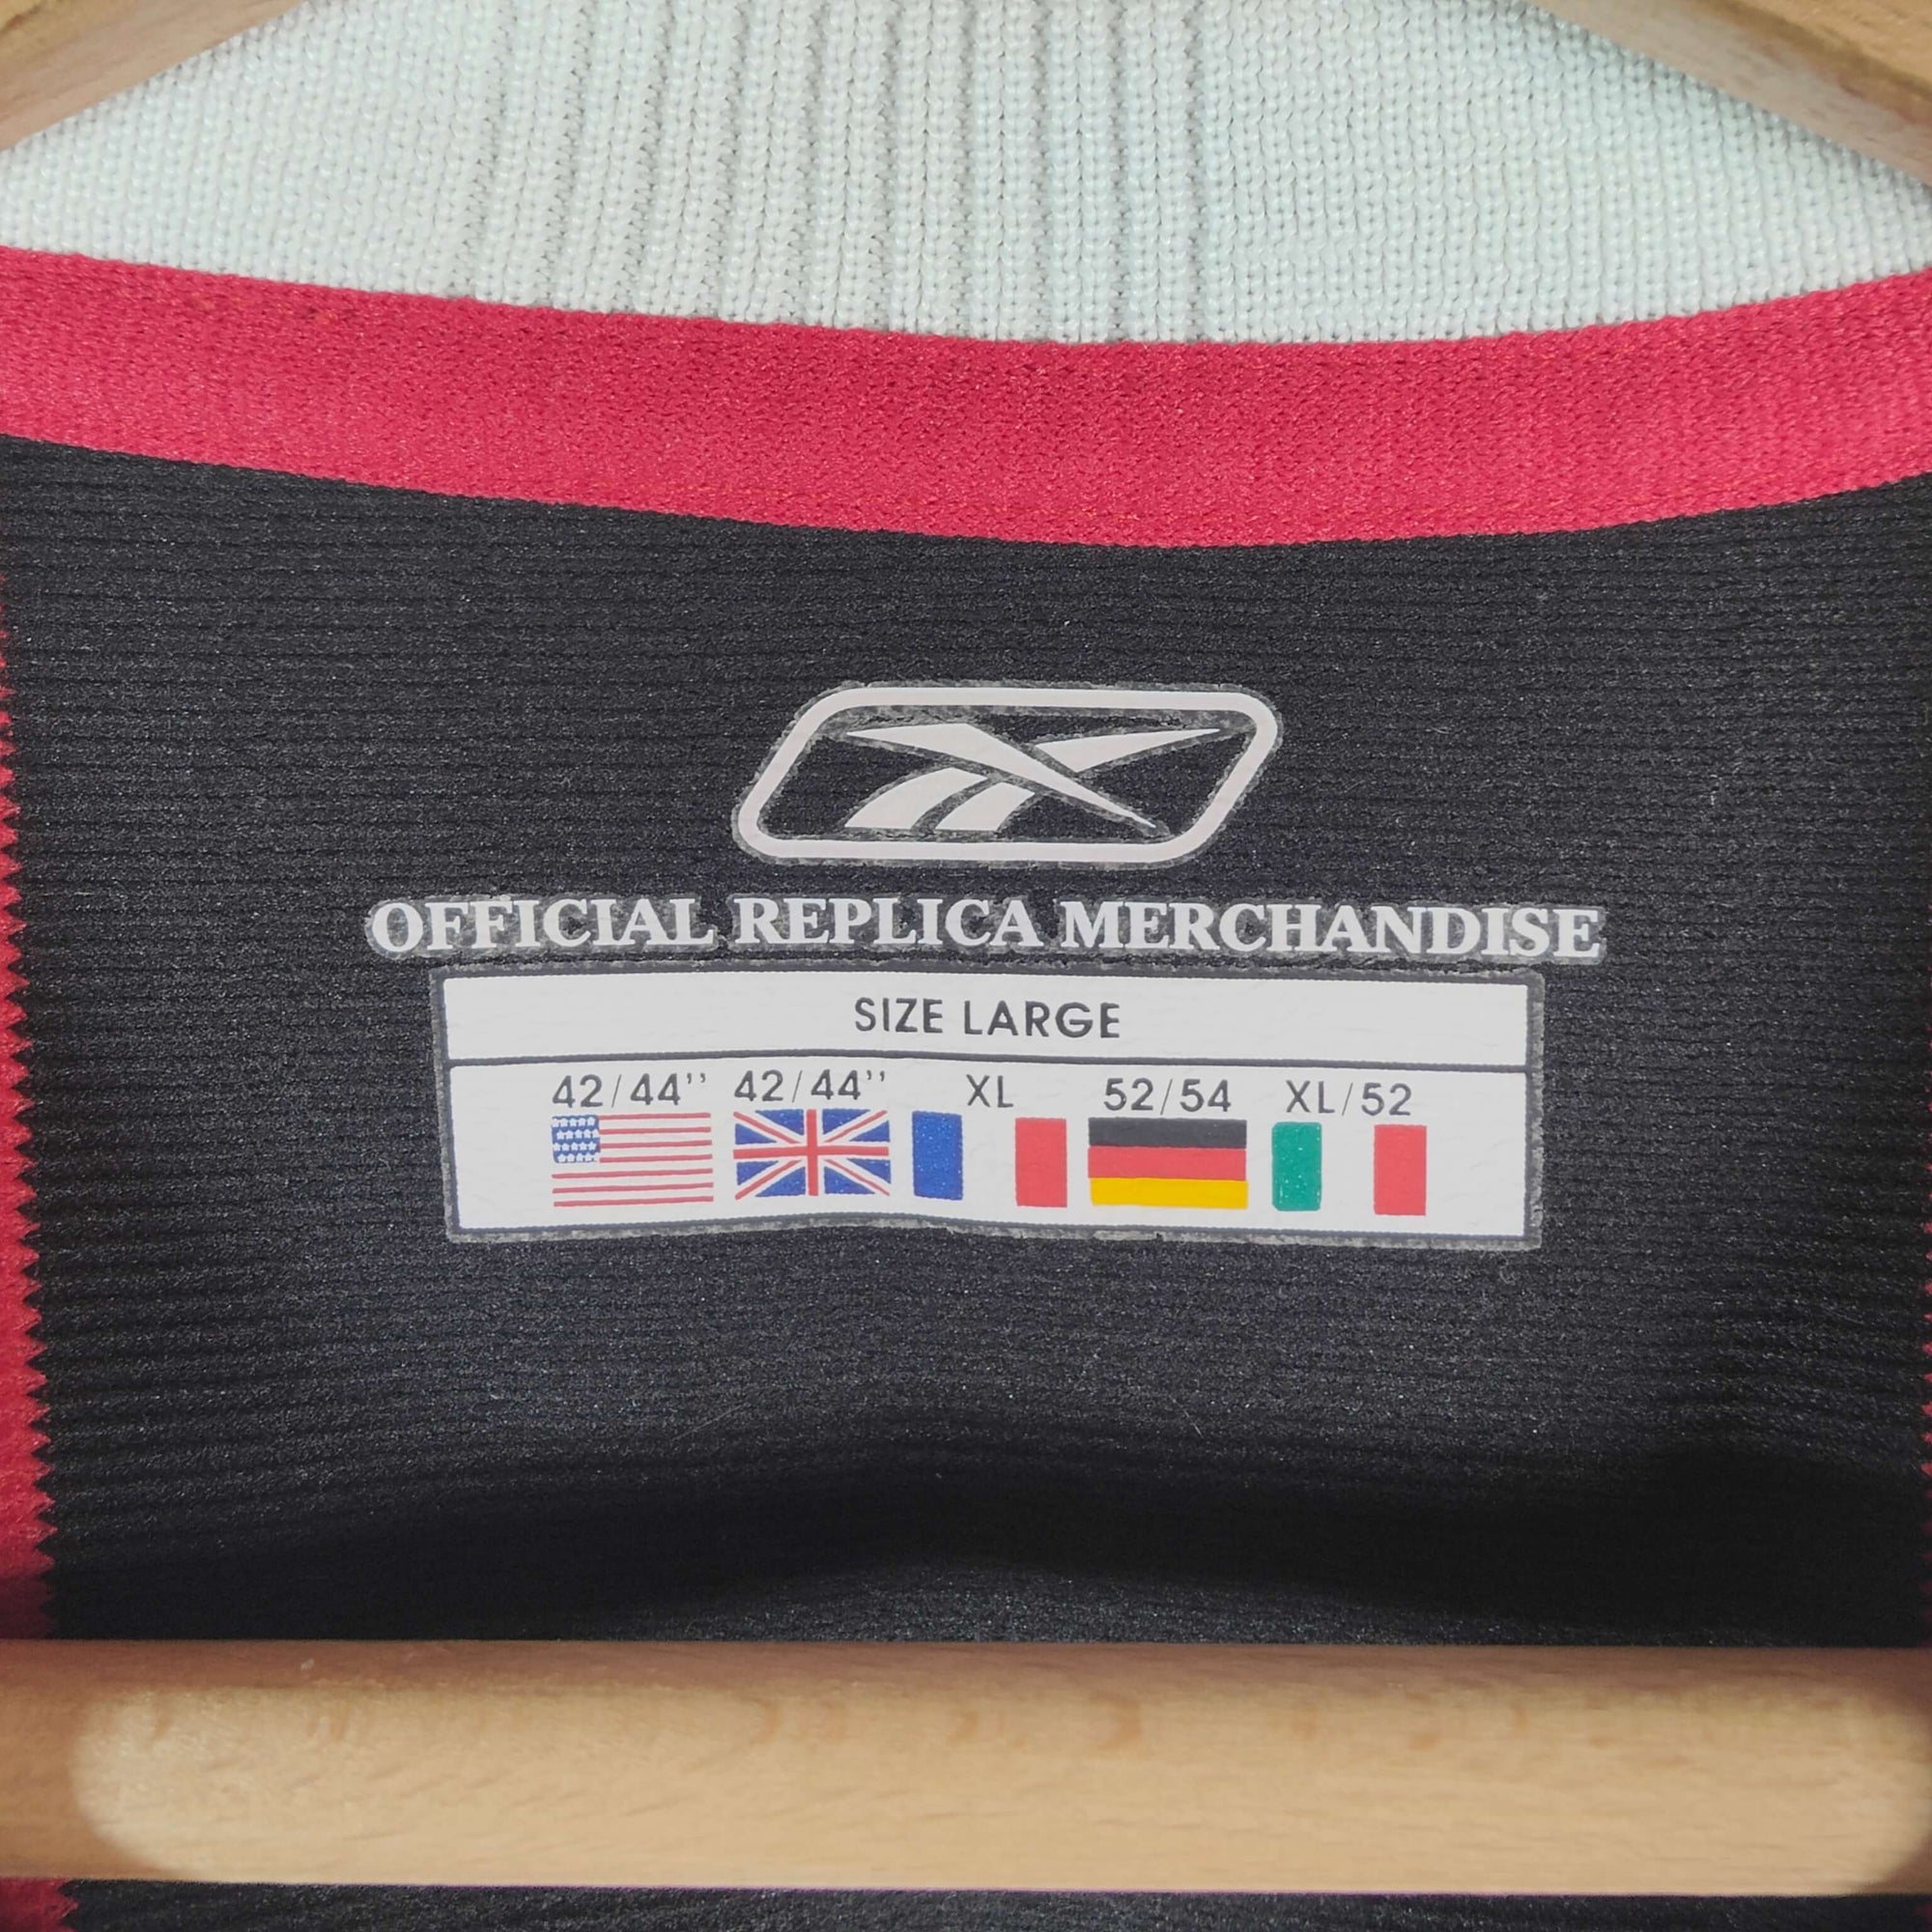 OFFICIAL REPLICA MERCHANDISE
SIZE LARGE
42/44" 42/44" XL 52/54 XL/52